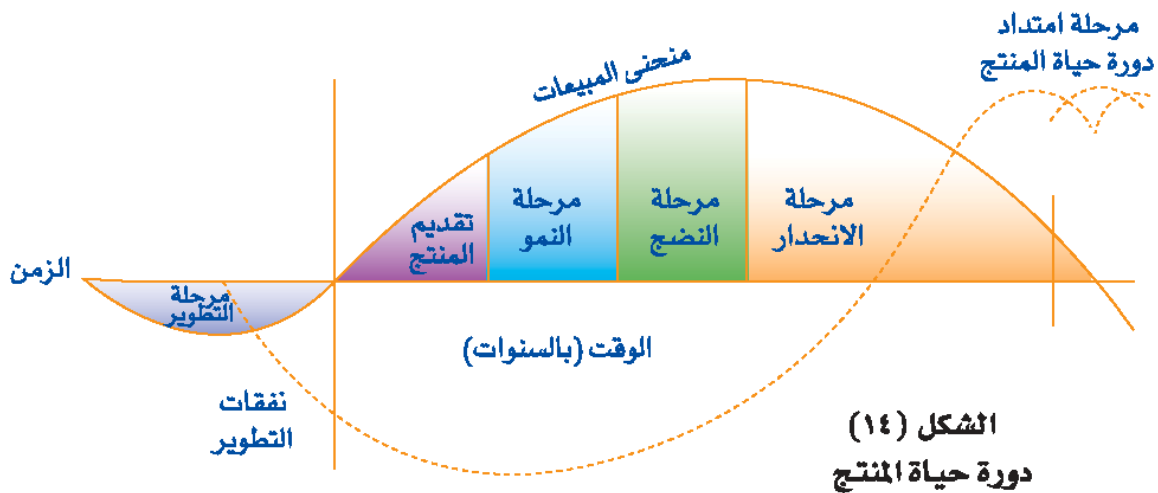 مرحلة امتداد
دورة حياة المنتج
منحنى المبيعات
تقديم
المنتج
مرحلة
النمو
مرحلة
النضج
مرحلة
الانحدار
الزمن
مرحلة
التطوير
الوقت (بالسنوات)
نفقات
التطوير
الشكل (١٤)
دورة حياة المنتج